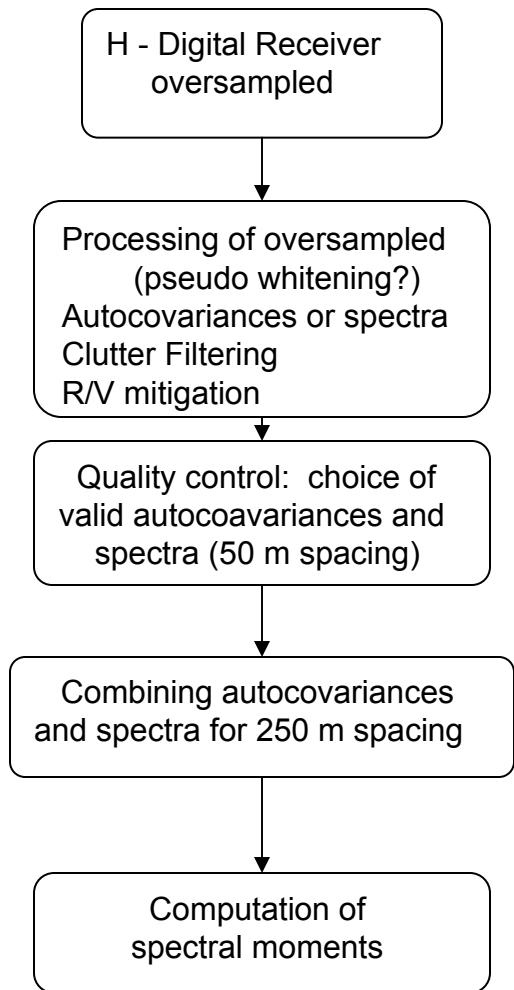 H - Digital Receiver
oversampled
Processing of oversampled
(pseudo whitening?)
Autocovariances or spectra
Clutter Filtering
R/V mitigation
Quality control: choice of
valid autocoavariances and
spectra (50 m spacing)
Combining autocovariances
and spectra for 250 m spacing
Computation of
spectral moments